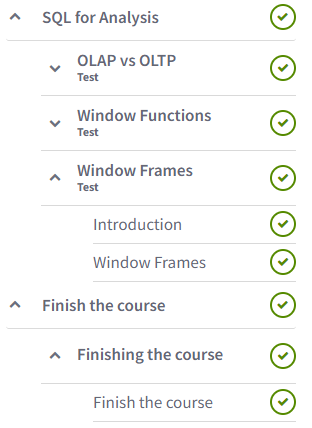 SQL for Analysis
OLAP vs OLTP
Test
Window Functions
Test
Window Frames
Test
Introduction
Window Frames
Finish the course
Finishing the course
Finish the course